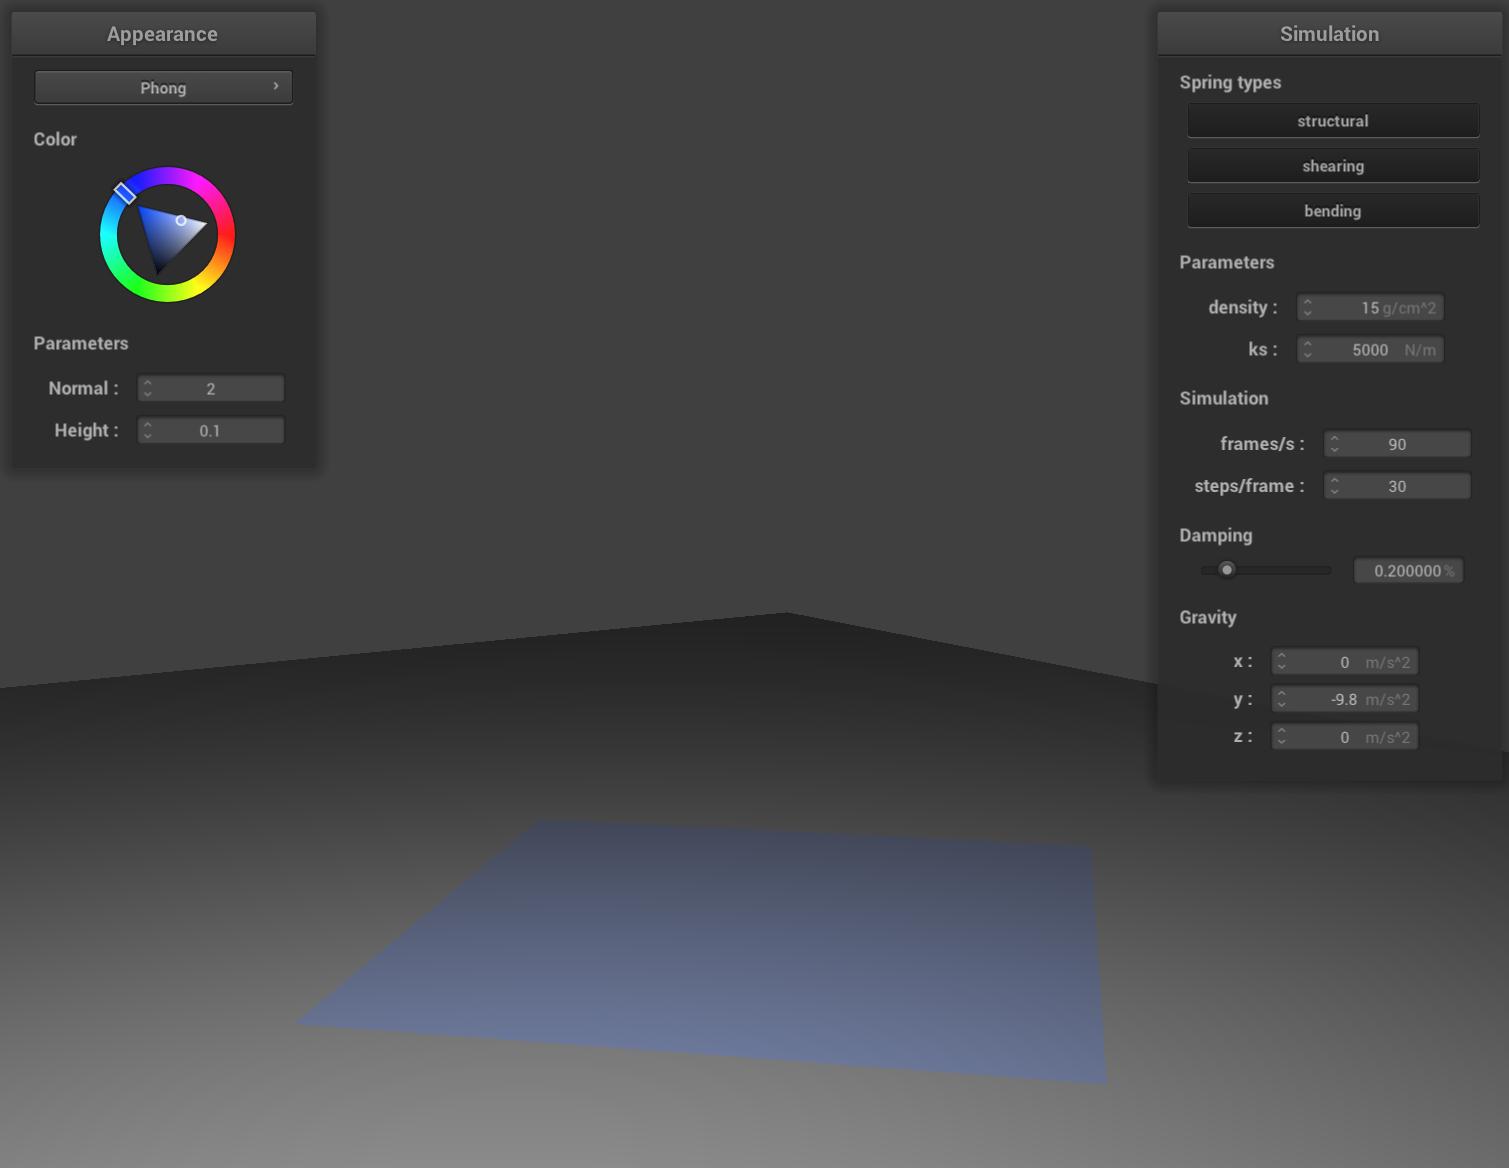 Appearance
Phong
Color
Parameters
Normal : 2
Height : 0.1
Simulation
Spring types
structural
shearing
bending
Parameters
density : 15 g/cm^2
ks : 5000 N/m
Simulation
frames/s : 90
steps/frame : 30
Damping
0.200000 %
Gravity
x : 0 m/s^2
y : -9.8 m/s^2
z : 0 m/s^2